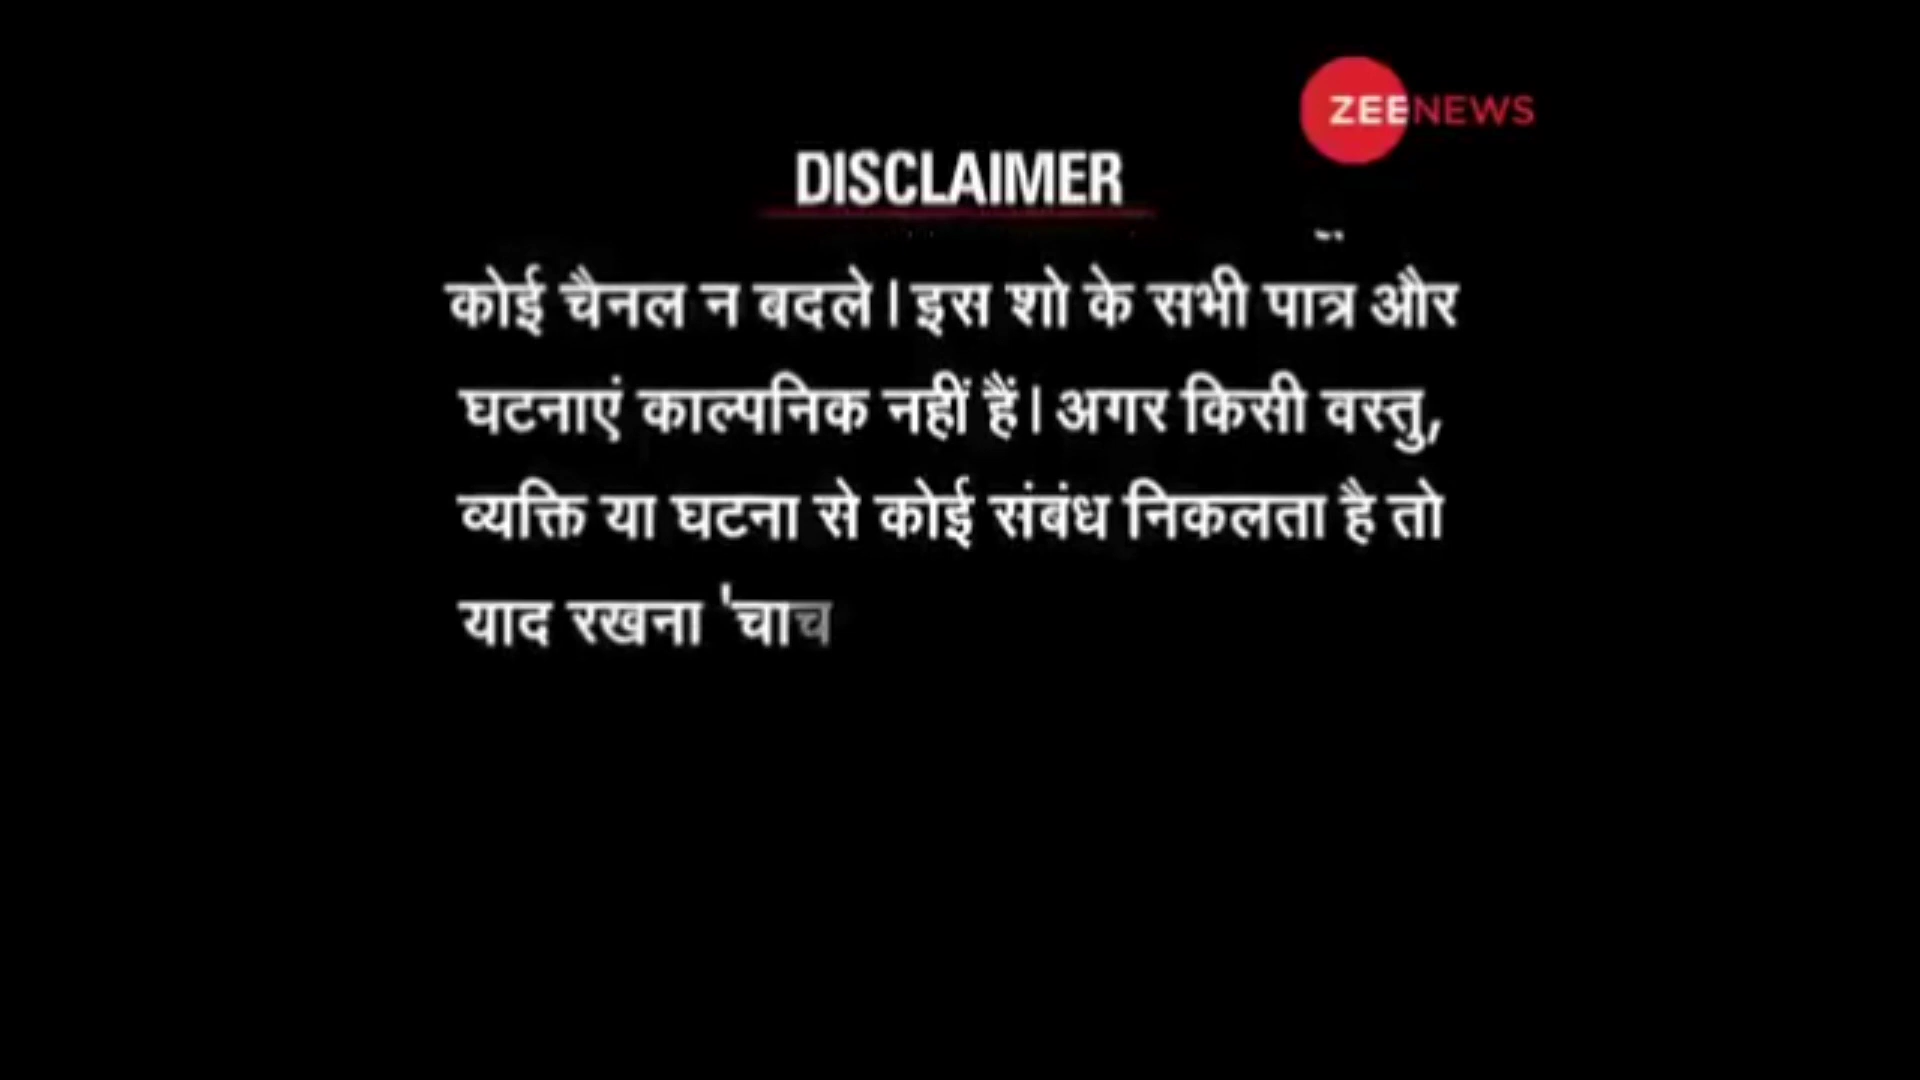 ZEENEWS
DISCLAIMER
कोई चैनल न बदले। इस शो के सभी पात्र और
घटनाएं काल्पनिक नहीं हैं। अगर किसी वस्तु,
व्यक्ति या घटना से कोई संबंध निकलता है तो
याद रखना 'चाच